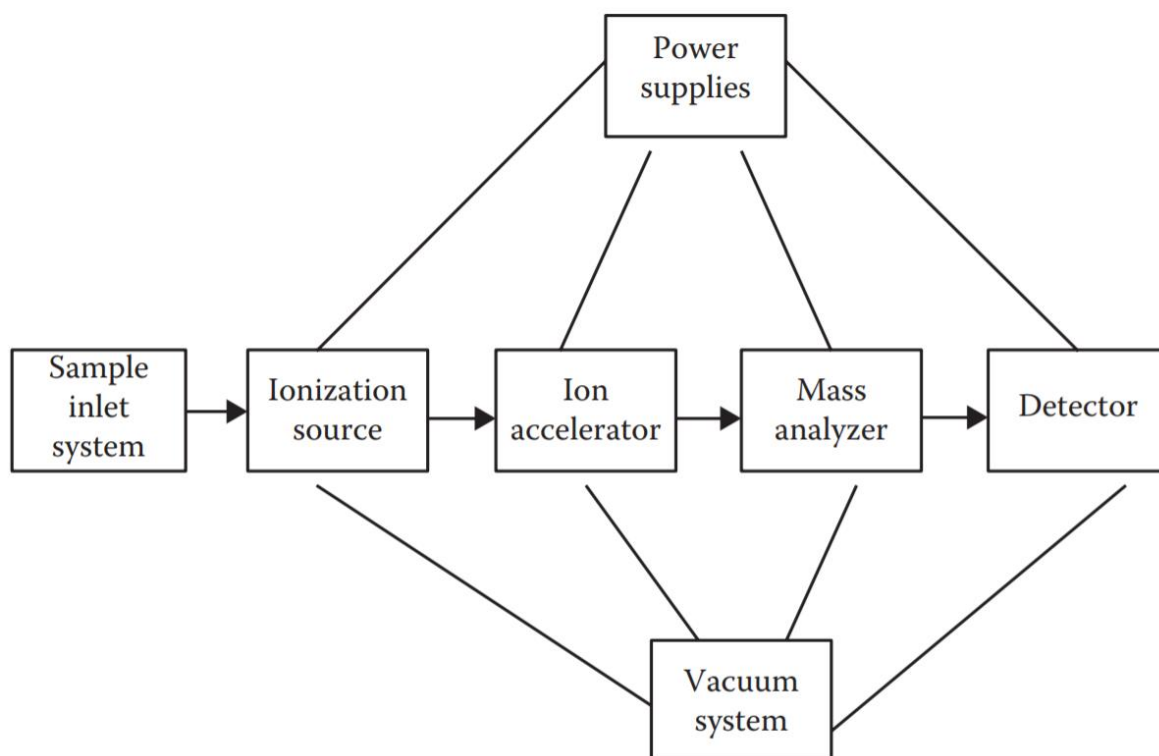 Power
supplies
Sample
inlet
system
Ionization
source
Ion
accelerator
Mass
analyzer
Detector
Vacuum
system